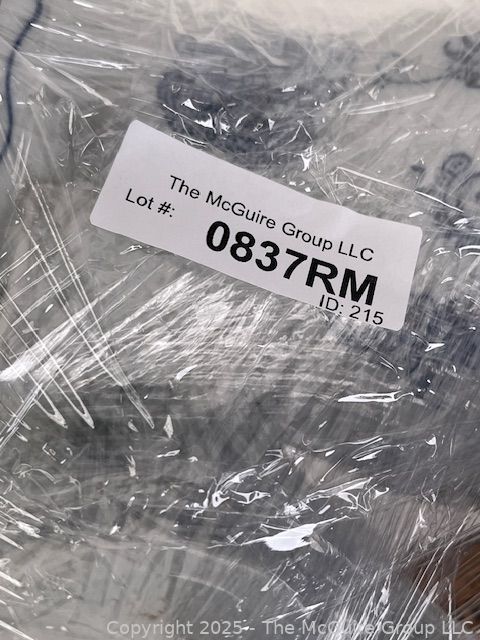 The McGuire Group LLC
Lot #:
0837RM
ID: 215
Copyright 2025 - The McGuire Group LLC